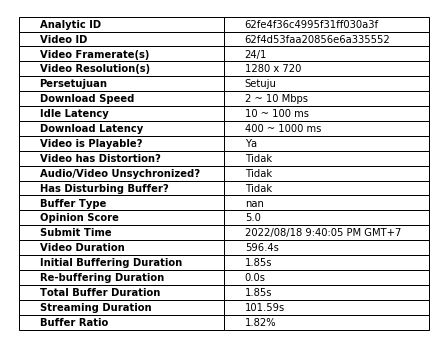 Analytic ID 62fe4f36c4995f31ff030a3f
Video ID 62f4d53faa20856e6a335552
Video Framerate(s) 24/1
Video Resolution(s) 1280 x 720
Persetujuan Setuju
Download Speed 2 ~ 10 Mbps
Idle Latency 10 ~ 100 ms
Download Latency 400 ~ 1000 ms
Video is Playable? Ya
Video has Distortion? Tidak
Audio/Video Unsychronized? Tidak
Has Disturbing Buffer? Tidak
Buffer Type nan
Opinion Score 5.0
Submit Time 2022/08/18 9:40:05 PM GMT+7
Video Duration 596.4s
Initial Buffering Duration 1.85s
Re-buffering Duration 0.0s
Total Buffer Duration 1.85s
Streaming Duration 101.59s
Buffer Ratio 1.82%